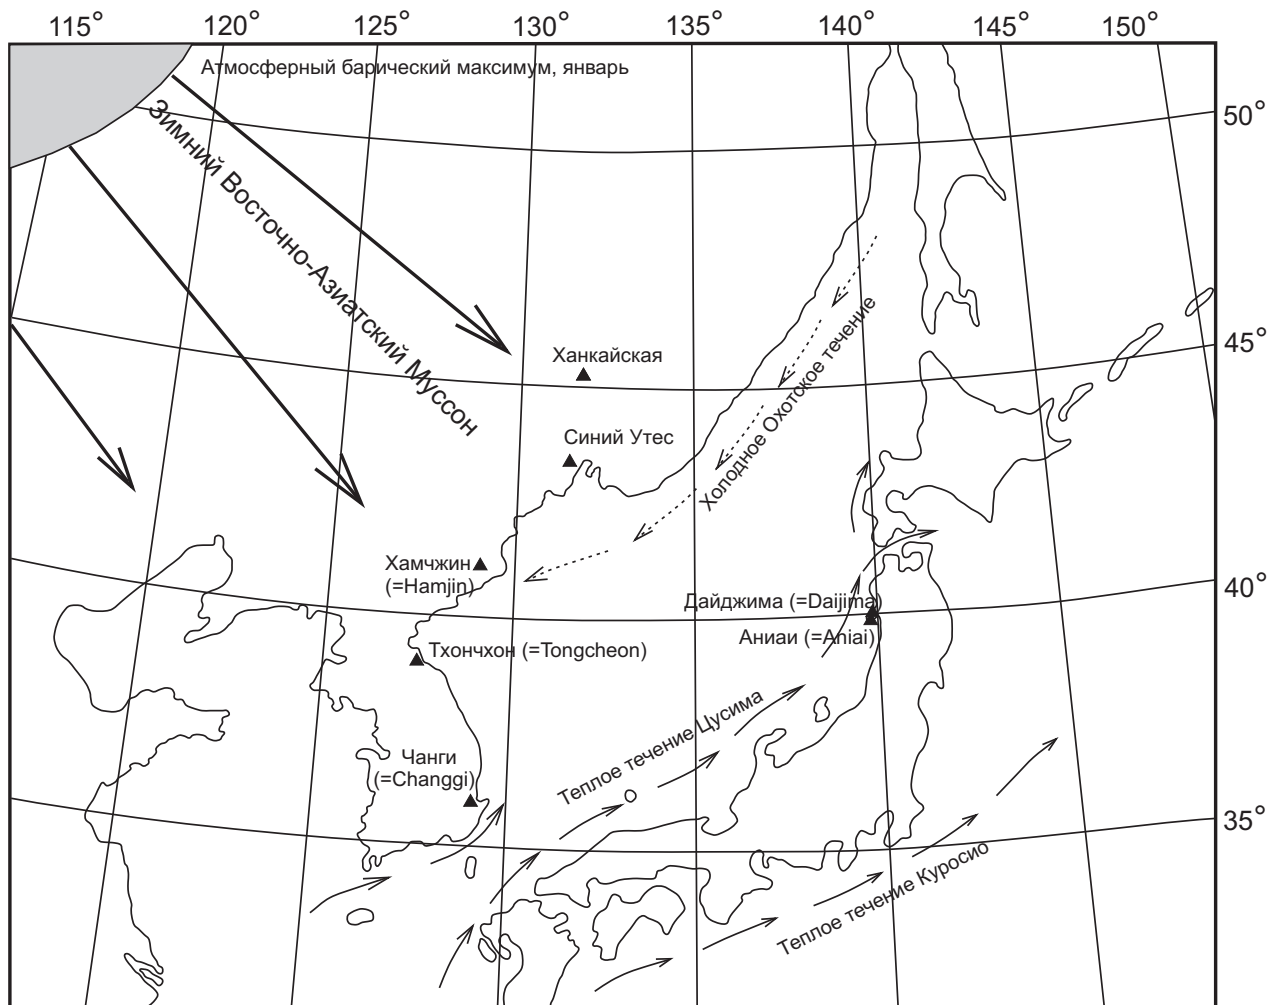 115° 120° 125° 130° 135° 140° 145° 150°
Атмосферный барический максимум, январь
50°
Зимний Восточно-Азиатский Муссон
45°
Ханкайская
Холодное Охотское течение
Синий Утес
Хамчжин
(=Hamjin)
40°
Дайджима (=Daijima)
Аниаи (=Aniai)
Тхончхон (=Tongcheon)
Теплое течение Цусима
Чанги
(=Changgi)
35°
Теплое течение Куросио